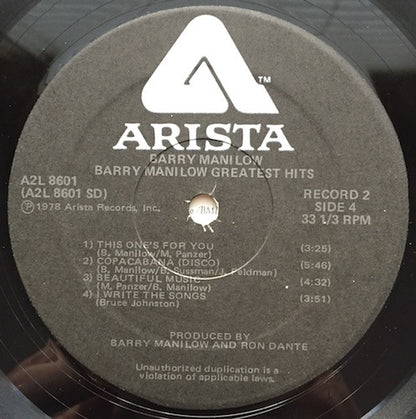 ™
ARISTA
BARRY MANILOW
BARRY MANILOW GREATEST HITS
A2L 8601
(A2L 8601 SD)
Ⓟ 1978 Arista Records, Inc.
(BMI)
RECORD 2
SIDE 4
33 1/3 RPM
1) THIS ONE'S FOR YOU (3:25)
(B. Manilow/M. Panzer)
2) COPACABANA (DISCO) (5:46)
(B. Manilow/B. Sussman/J. Feldman)
3) BEAUTIFUL MUSIC (4:32)
(M. Panzer/B. Manilow)
4) I WRITE THE SONGS (3:51)
(Bruce Johnston)
PRODUCED BY
BARRY MANILOW AND RON DANTE
Unauthorized duplication is a
violation of applicable laws.